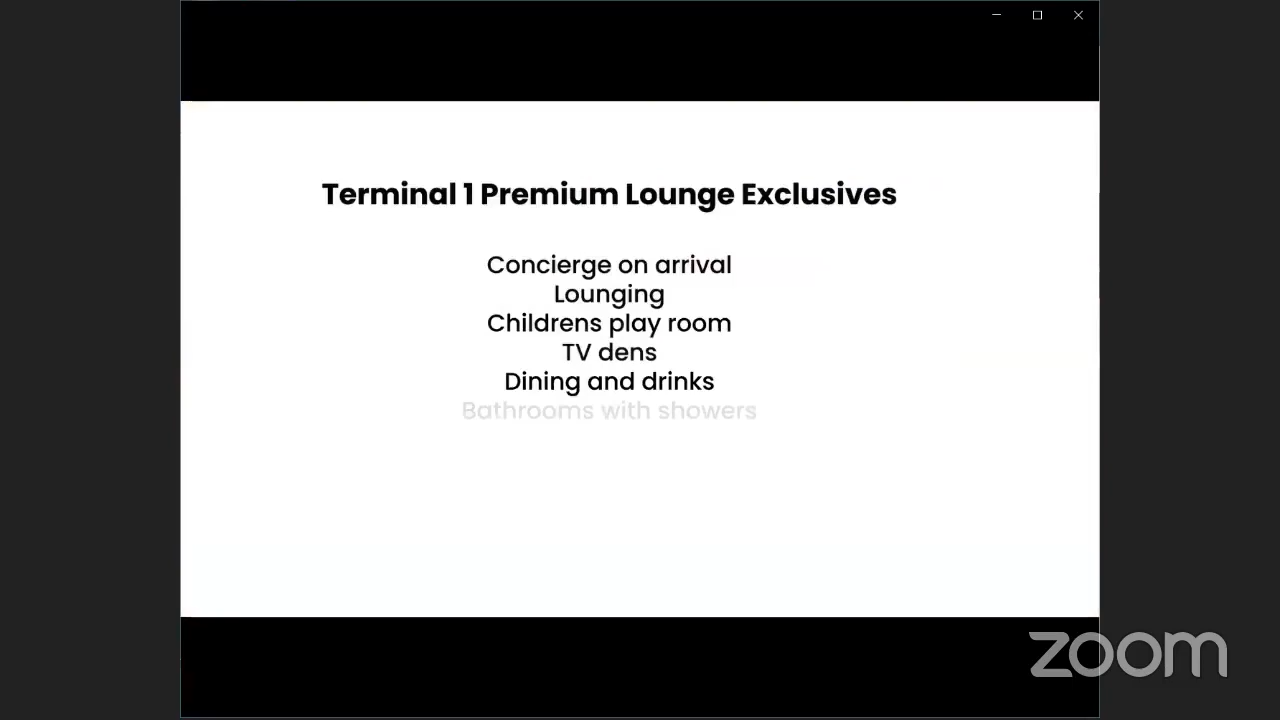 Terminal 1 Premium Lounge Exclusives
Concierge on arrival
Lounging
Childrens play room
TV dens
Dining and drinks
Bathrooms with showers
zoom